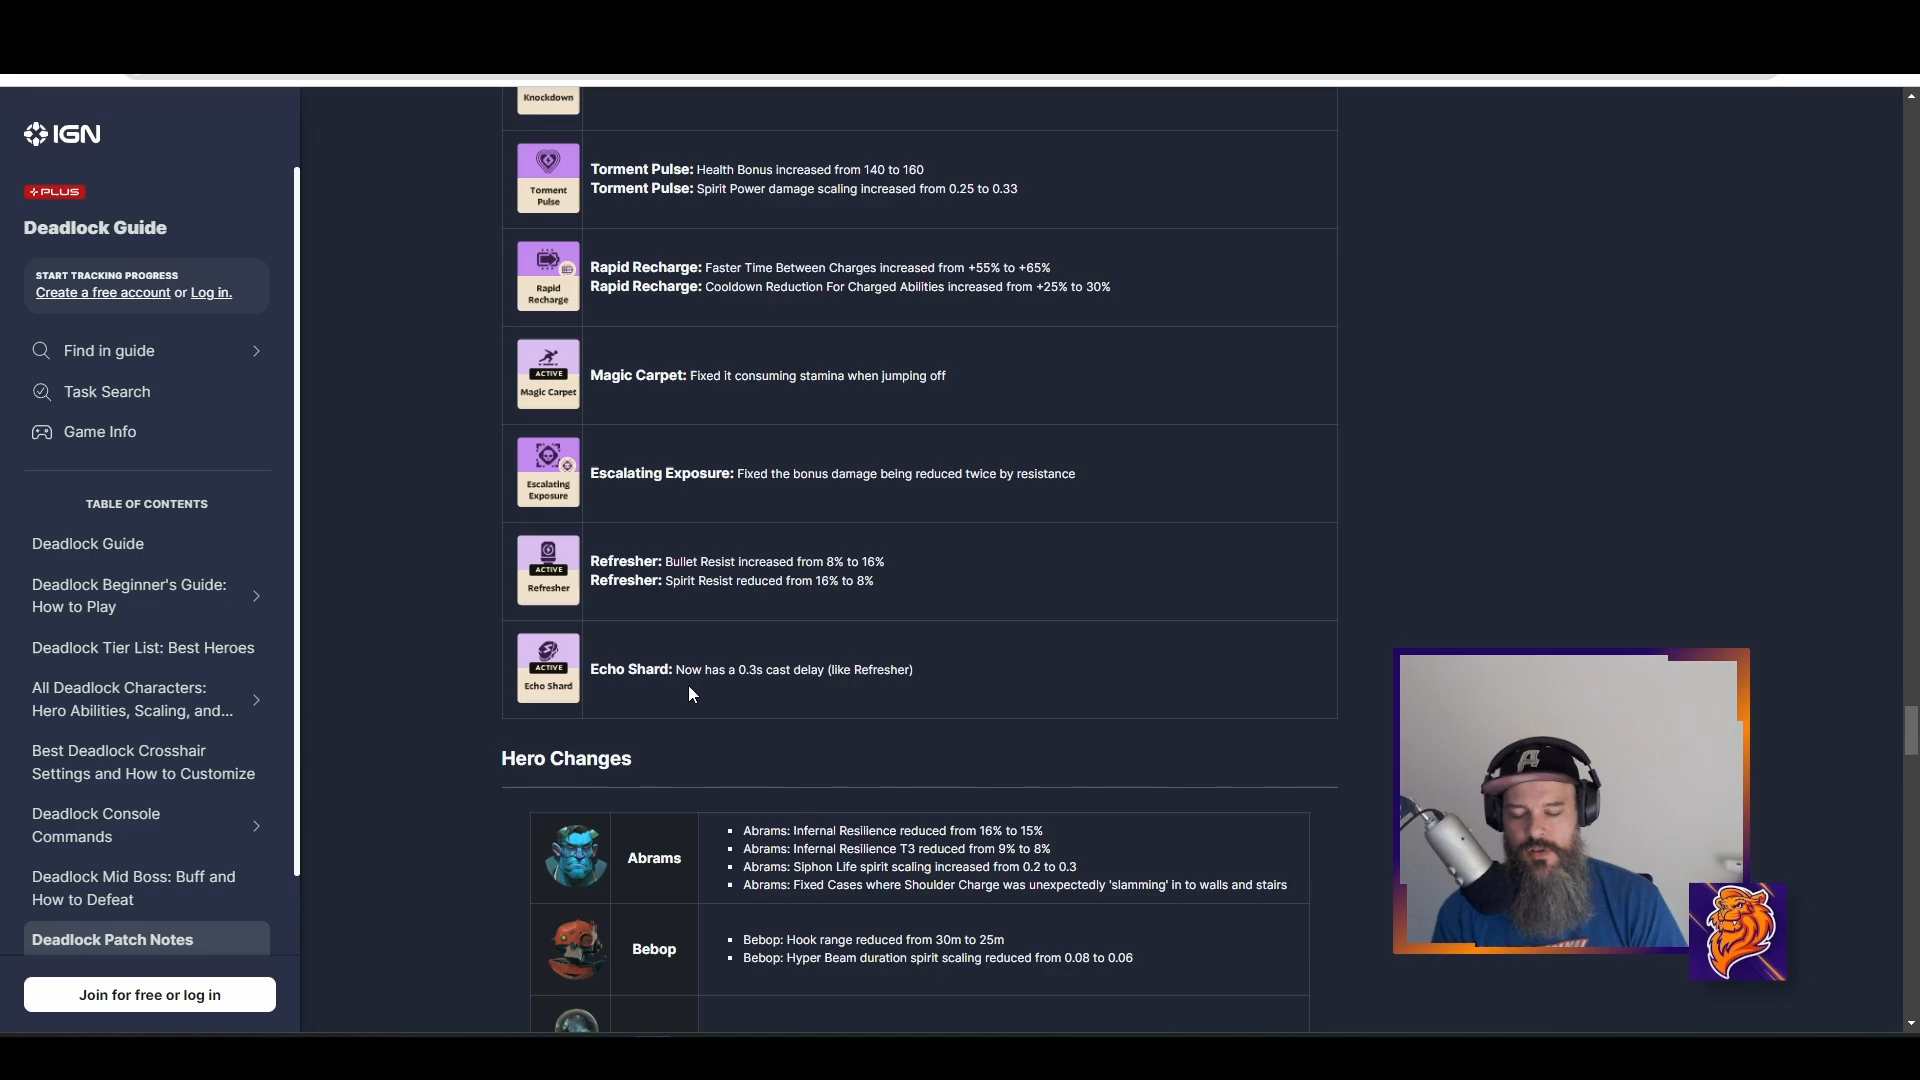 IGN
PLUS
Deadlock Guide
START TRACKING PROGRESS
Create a free account or Log in.
Find in guide
Task Search
Game Info
TABLE OF CONTENTS
Deadlock Guide
Deadlock Beginner's Guide:
How to Play
Deadlock Tier List: Best Heroes
All Deadlock Characters:
Hero Abilities, Scaling, and...
Best Deadlock Crosshair
Settings and How to Customize
Deadlock Console
Commands
Deadlock Mid Boss: Buff and
How to Defeat
Deadlock Patch Notes
Join for free or log in
Knockdown
Torment
Pulse
Torment Pulse: Health Bonus increased from 140 to 160
Torment Pulse: Spirit Power damage scaling increased from 0.25 to 0.33
Rapid
Recharge
Rapid Recharge: Faster Time Between Charges increased from +55% to +65%
Rapid Recharge: Cooldown Reduction For Charged Abilities increased from +25% to 30%
ACTIVE
Magic Carpet
Magic Carpet: Fixed it consuming stamina when jumping off
Escalating
Exposure
Escalating Exposure: Fixed the bonus damage being reduced twice by resistance
ACTIVE
Refresher
Refresher: Bullet Resist increased from 8% to 16%
Refresher: Spirit Resist reduced from 16% to 8%
ACTIVE
Echo Shard
Echo Shard: Now has a 0.3s cast delay (like Refresher)
Hero Changes
Abrams
Abrams: Infernal Resilience reduced from 16% to 15%
Abrams: Infernal Resilience T3 reduced from 9% to 8%
Abrams: Siphon Life spirit scaling increased from 0.2 to 0.3
Abrams: Fixed Cases where Shoulder Charge was unexpectedly 'slamming' in to walls and stairs
Bebop
Bebop: Hook range reduced from 30m to 25m
Bebop: Hyper Beam duration spirit scaling reduced from 0.08 to 0.06